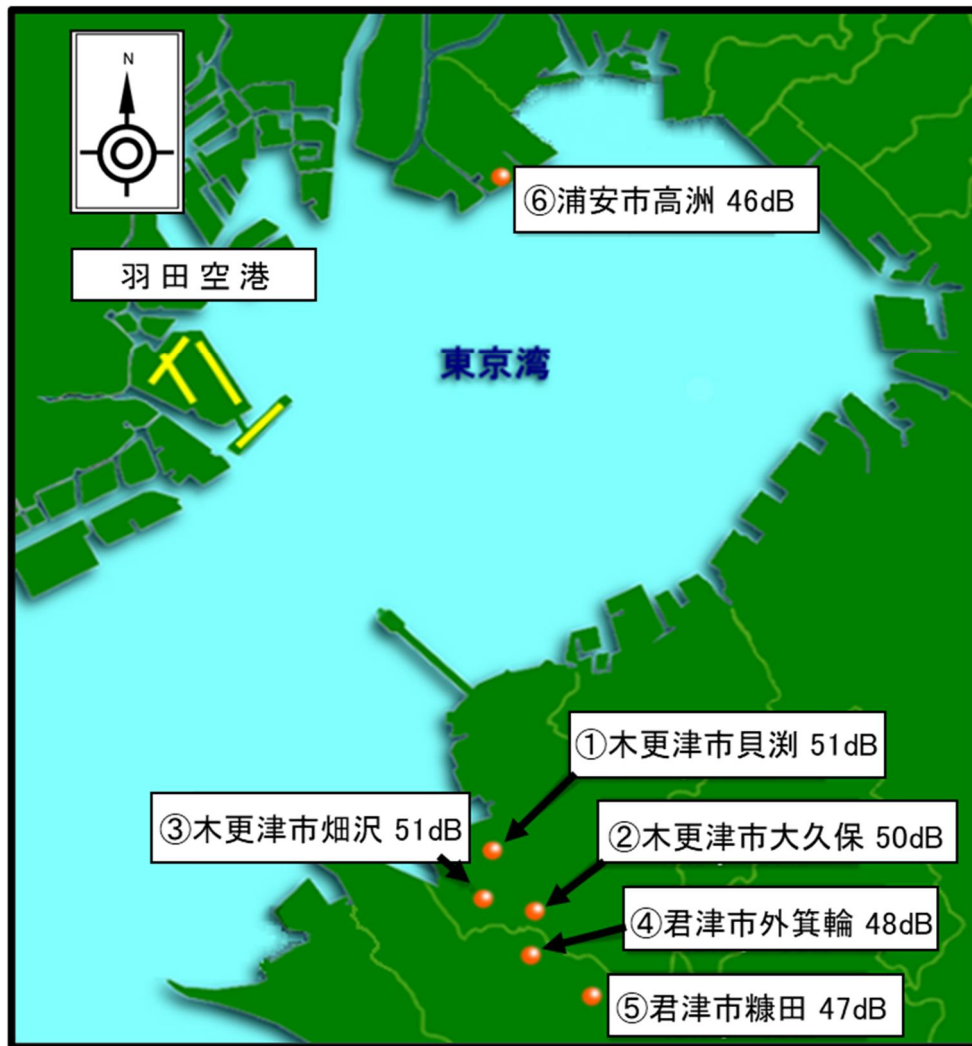 N
⑥浦安市高洲 46dB
羽田空港
東京湾
①木更津市貝渕 51dB
③木更津市畑沢 51dB
②木更津市大久保 50dB
④君津市外箕輪 48dB
⑤君津市糠田 47dB